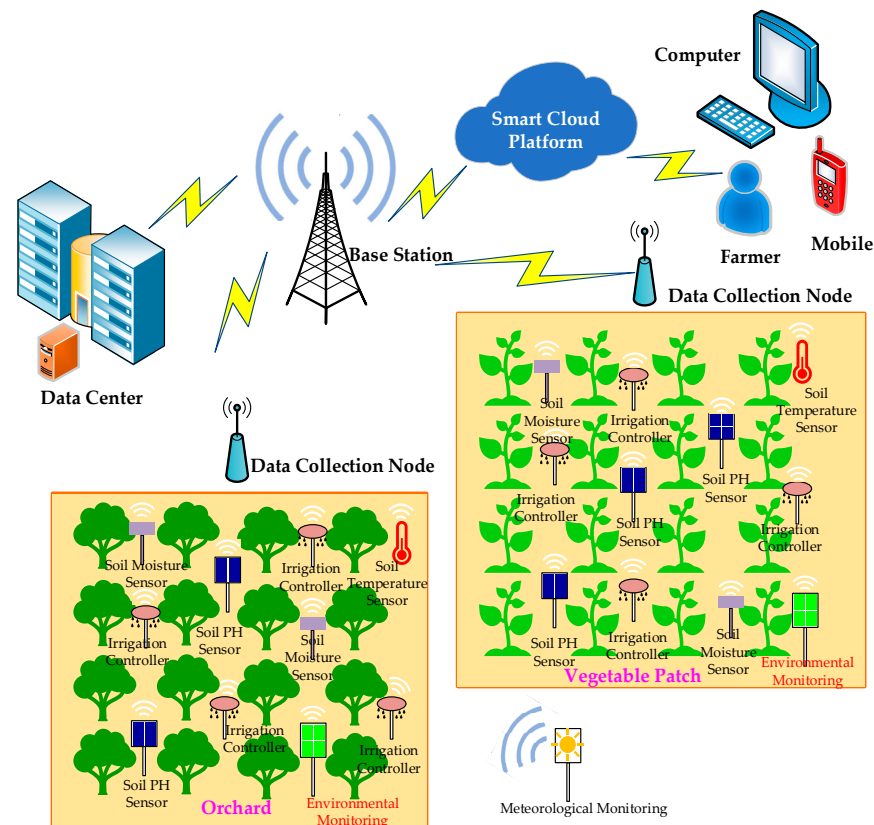 Computer
Smart Cloud
Platform
Base Station
Farmer
Mobile
Data Collection Node
Data Center
Soil
Moisture
Sensor
Irrigation
Controller
Soil
Temperature
Sensor
Irrigation
Controller
Soil PH
Sensor
Soil PH
Sensor
Irrigation
Controller
Soil PH
Sensor
Irrigation
Controller
Soil
Moisture
Sensor
Environmental
Monitoring
Vegetable Patch
Data Collection Node
Soil Moisture
Sensor
Irrigation
Controller
Soil
Temperature
Sensor
Irrigation
Controller
Soil PH
Sensor
Soil
Moisture
Sensor
Irrigation
Controller
Irrigation
Controller
Soil PH
Sensor
Orchard
Environmental
Monitoring
Meteorological Monitoring